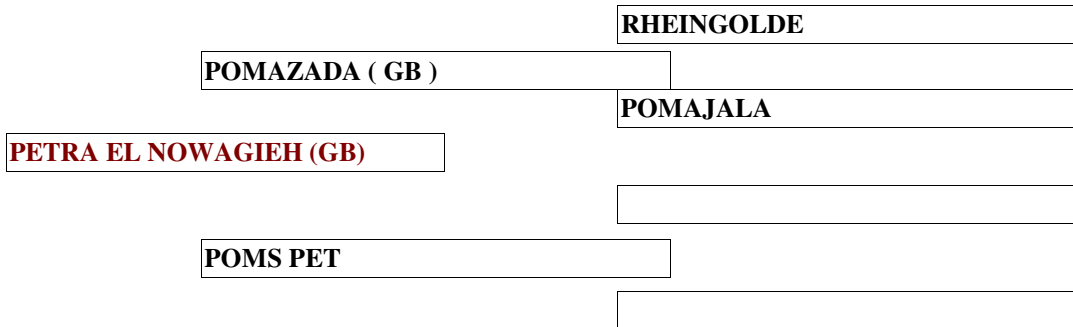 RHEINGOLDE
POMAZADA ( GB )
POMAJALA
PETRA EL NOWAGIEH (GB)
POMS PET